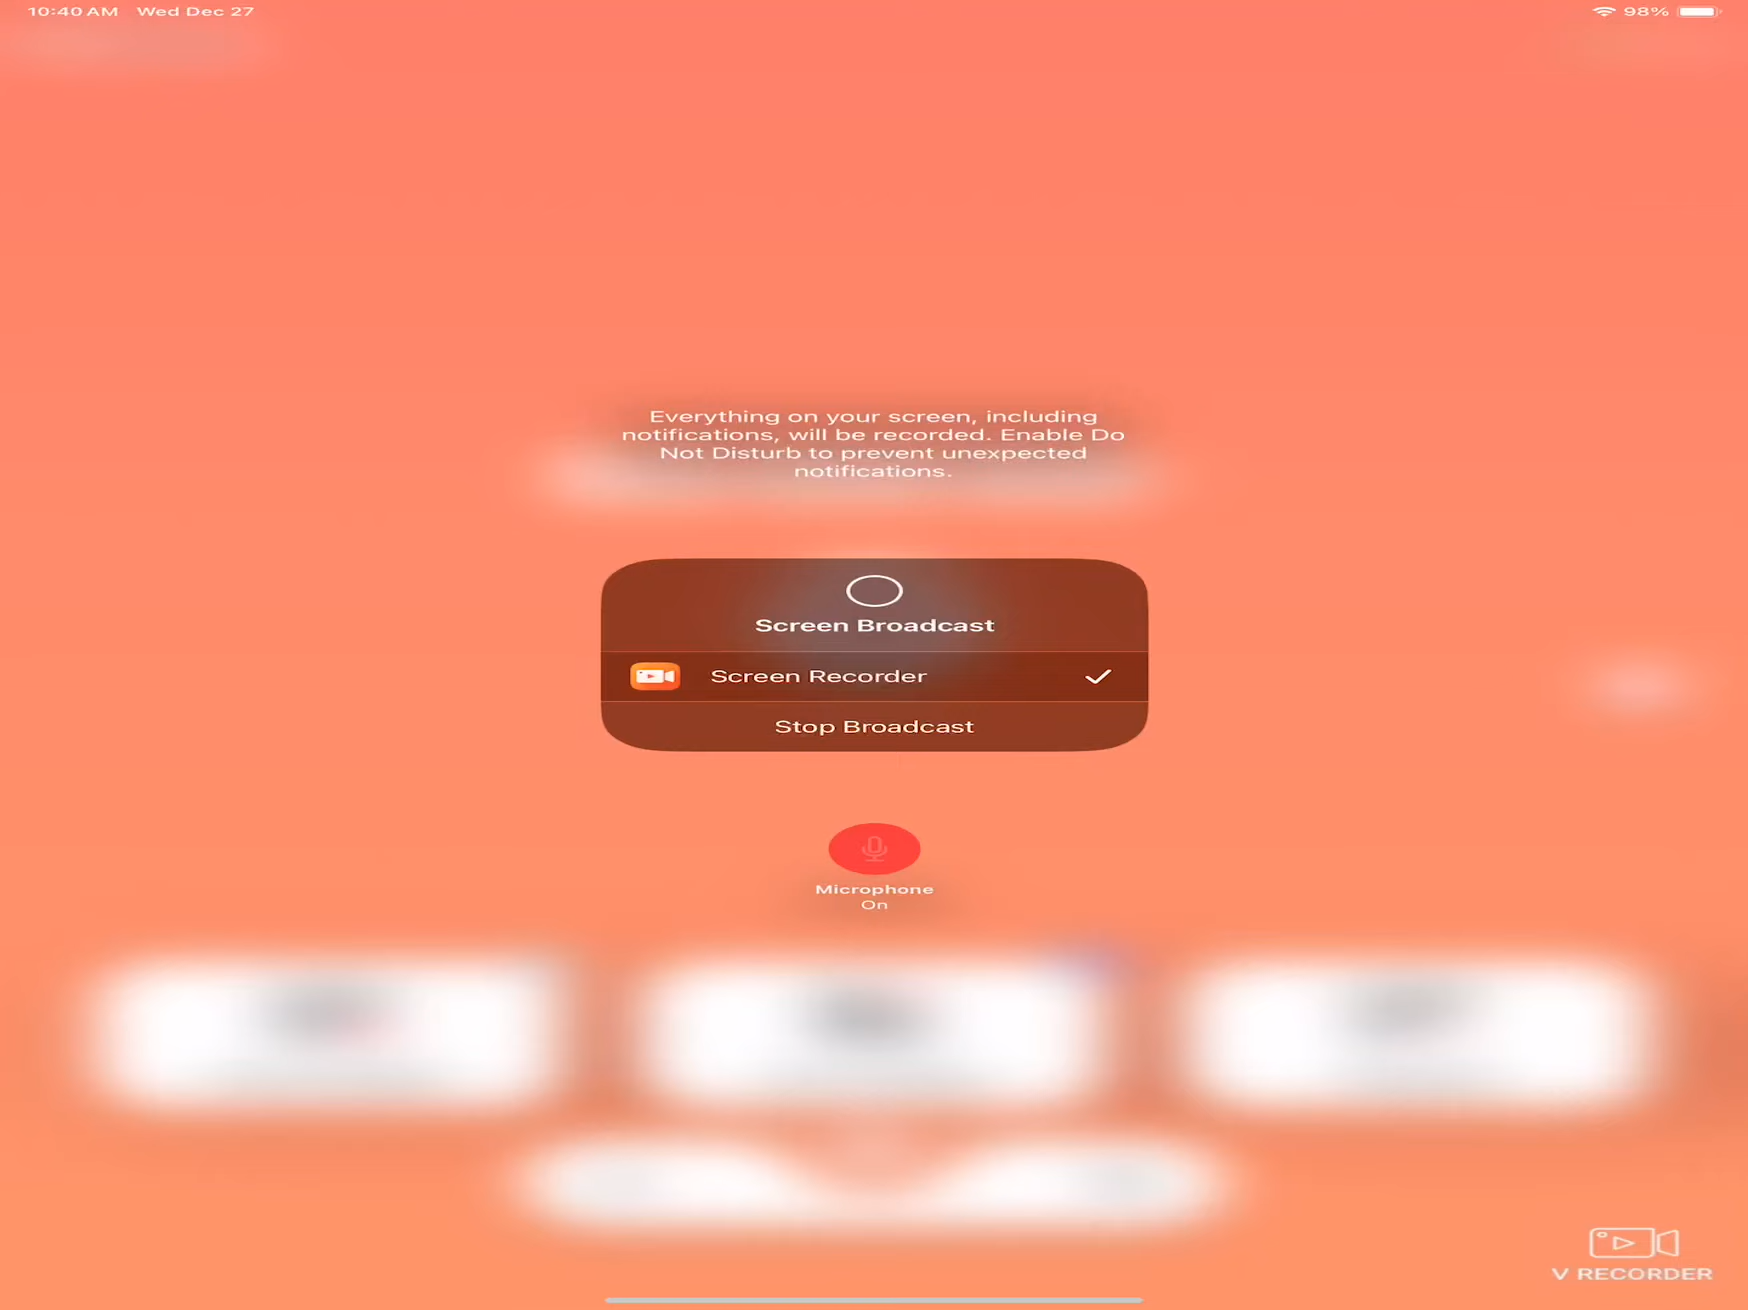 10:40 AM Wed Dec 27
98%
Everything on your screen, including
notifications, will be recorded. Enable Do
Not Disturb to prevent unexpected
notifications.
Screen Broadcast
Screen Recorder
Stop Broadcast
Microphone
On
V RECORDER